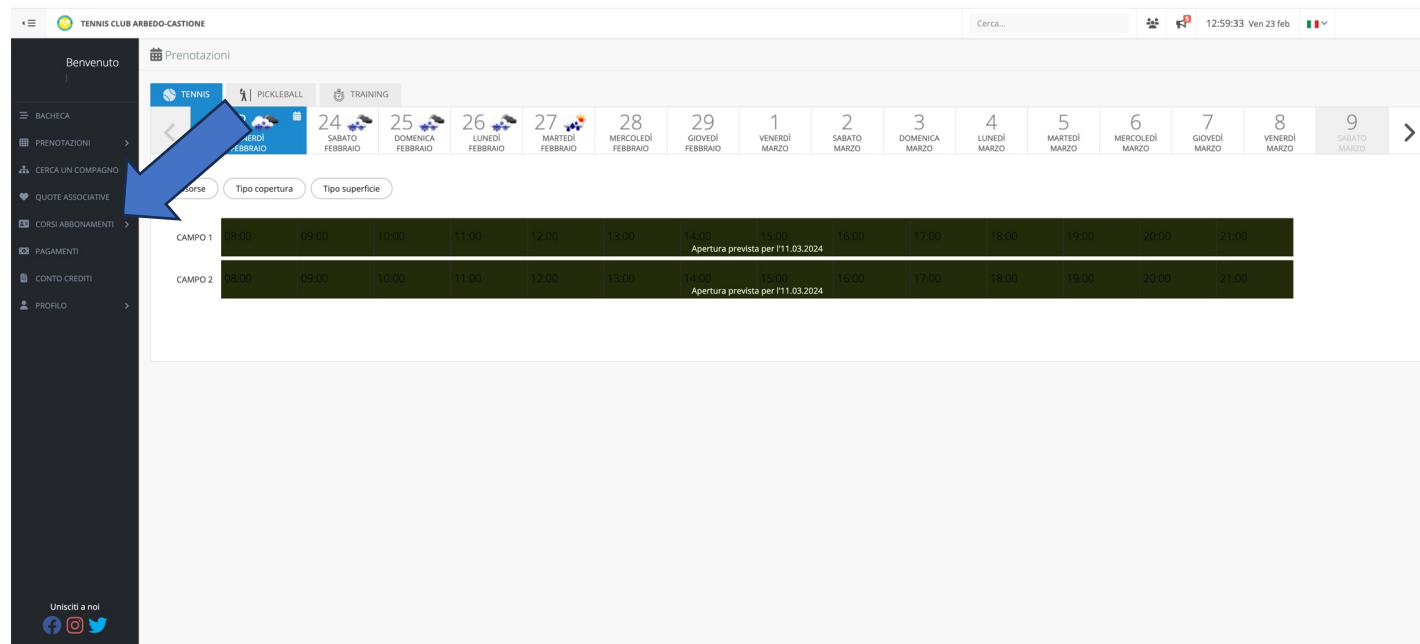 TENNIS CLUB ARBEDO-CASTIONE
Cerca...
5
12:59:33 Ven 23 feb
Benvenuto
BACHECA
PRENOTAZIONI
CERCA UN COMPAGNO
QUOTE ASSOCIATIVE
CORSI ABBONAMENTI
PAGAMENTI
CONTO CREDITI
PROFILO
Unisciti a noi
Prenotazioni
TENNIS PICKLEBALL TRAINING
24 25 26 27 28 29 1 2 3 4 5 6 7 8 9
SABATO DOMENICA LUNEDÌ MARTEDÌ MERCOLEDÌ GIOVEDÌ VENERDÌ SABATO DOMENICA LUNEDÌ MARTEDÌ MERCOLEDÌ GIOVEDÌ VENERDÌ SABATO
FEBBRAIO FEBBRAIO FEBBRAIO FEBBRAIO FEBBRAIO FEBBRAIO MARZO MARZO MARZO MARZO MARZO MARZO MARZO MARZO MARZO
Tipo copertura Tipo superficie
CAMPO 1 08:00 09:00 10:00 11:00 12:00 13:00 14:00 15:00 16:00 17:00 18:00 19:00 20:00 21:00
Apertura prevista per l'11.03.2024
CAMPO 2 08:00 09:00 10:00 11:00 12:00 13:00 14:00 15:00 16:00 17:00 18:00 19:00 20:00 21:00
Apertura prevista per l'11.03.2024